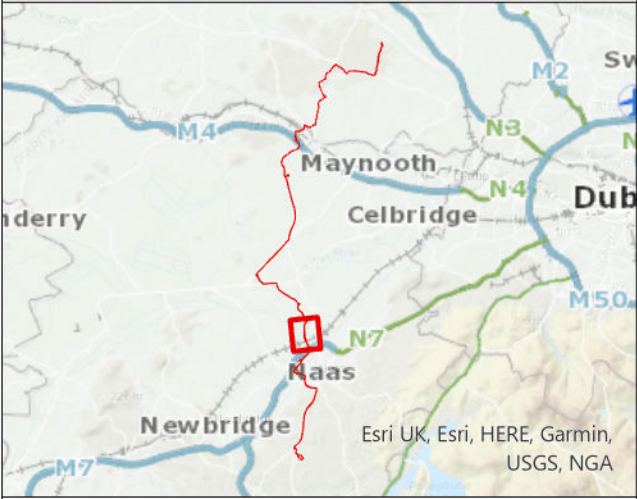 Sw
M2
N3
M4
Maynooth
N4
Dub
Celbridge
nderry
M50
N7
Naas
Newbridge
Esri UK, Esri, HERE, Garmin,
USGS, NGA
M7